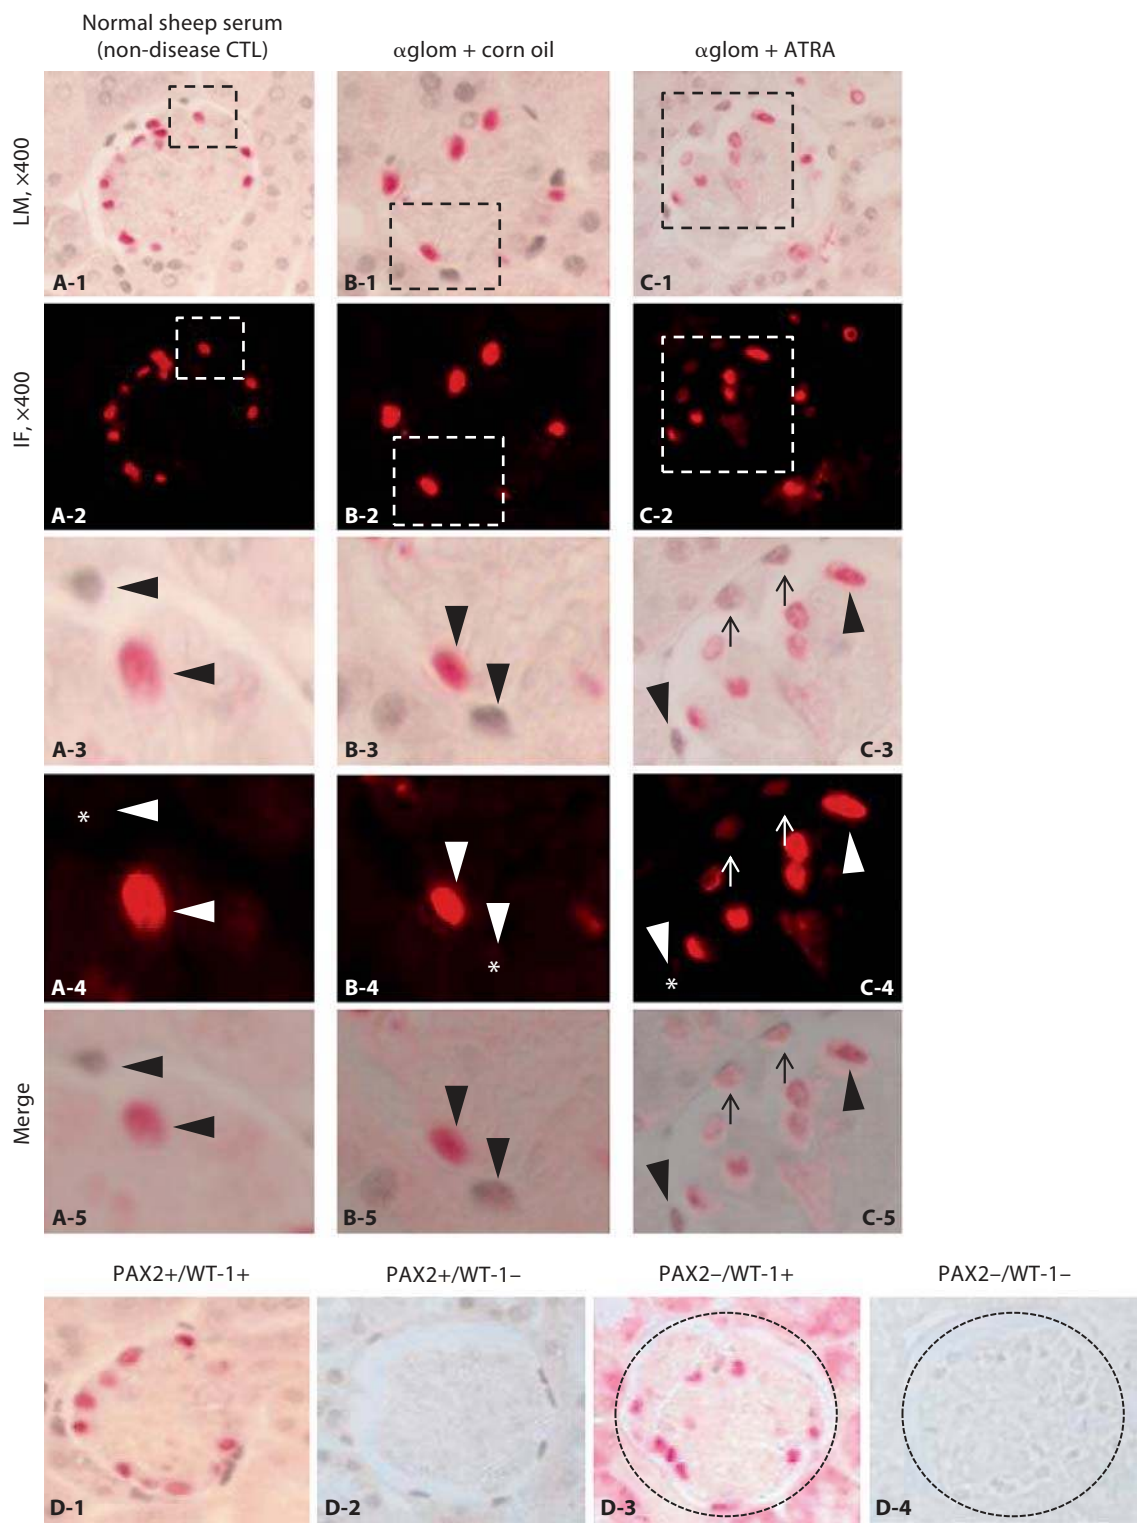 Normal sheep serum
(non-disease CTL)
αglom + corn oil
αglom + ATRA
LM, ×400
A-1
B-1
C-1
IF, ×400
A-2
B-2
C-2
A-3
B-3
C-3
*
A-4
*
B-4
*
C-4
Merge
A-5
B-5
C-5
PAX2+/WT-1+
PAX2+/WT-1–
PAX2–/WT-1+
PAX2–/WT-1–
D-1
D-2
D-3
D-4